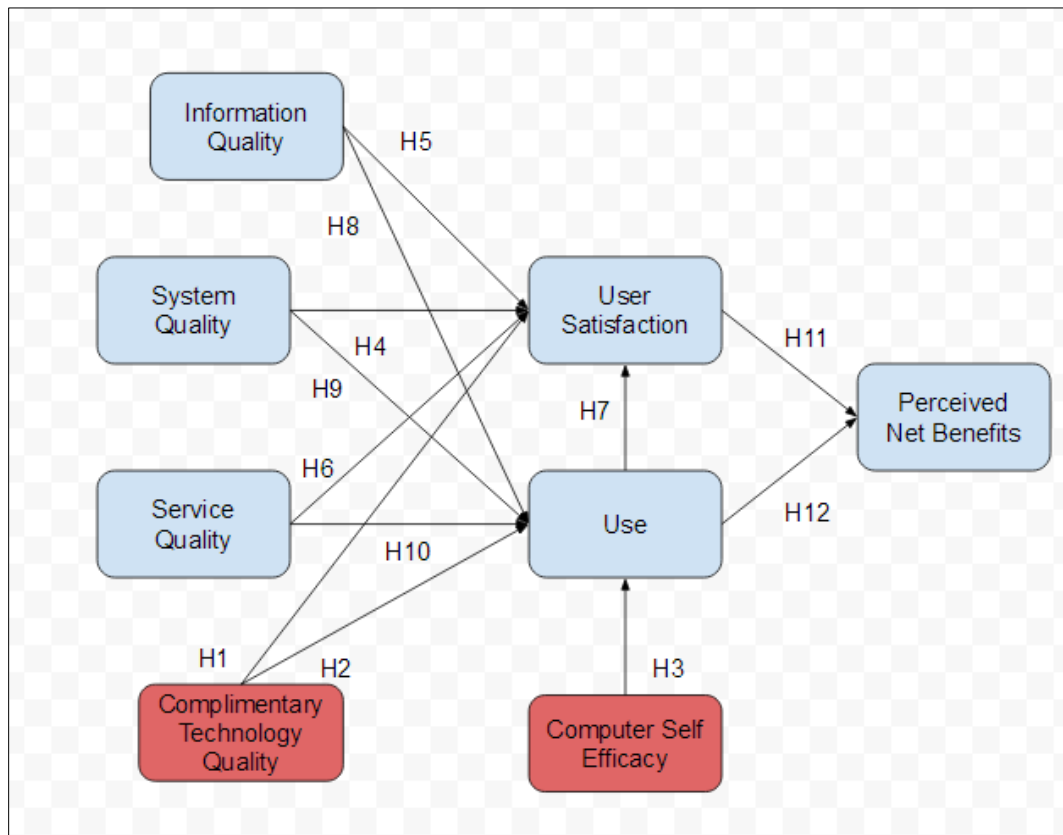 Information
Quality
H5
H8
System
Quality
User
Satisfaction
H4
H11
H9
H7
Perceived
Net Benefits
H6
Service
Quality
Use
H12
H10
H1
H2
H3
Complimentary
Technology
Quality
Computer Self
Efficacy